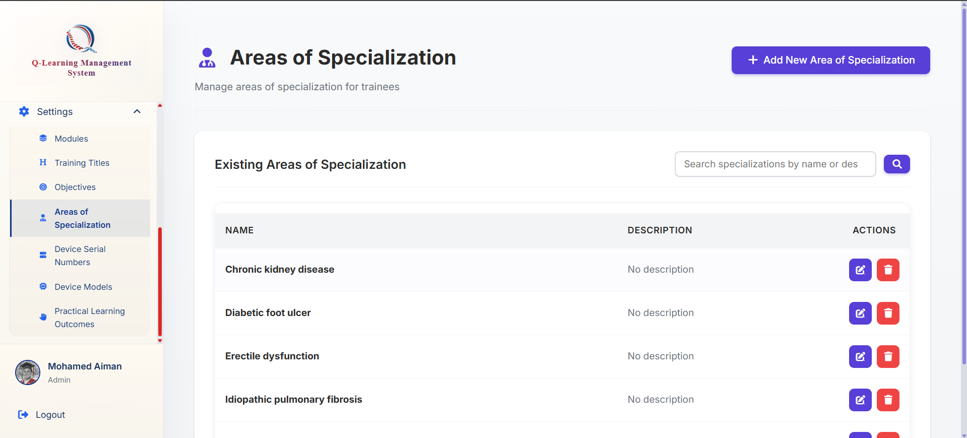 Q-Learning Management
System
Settings
Modules
Training Titles
Objectives
Areas of
Specialization
Device Serial
Numbers
Device Models
Practical Learning
Outcomes
Mohamed Aiman
Admin
Logout
Areas of Specialization
Manage areas of specialization for trainees
Add New Area of Specialization
Existing Areas of Specialization
Search specializations by name or des
NAME DESCRIPTION ACTIONS
Chronic kidney disease No description
Diabetic foot ulcer No description
Erectile dysfunction No description
Idiopathic pulmonary fibrosis No description